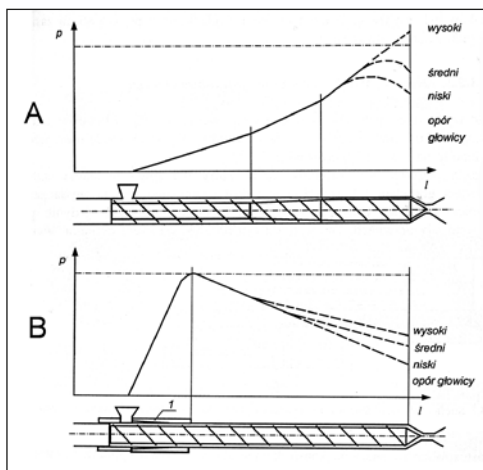 p
wysoki
średni
niski
A
opór
głowicy
l
p
B
wysoki
średni
niski
opór głowicy
l
1